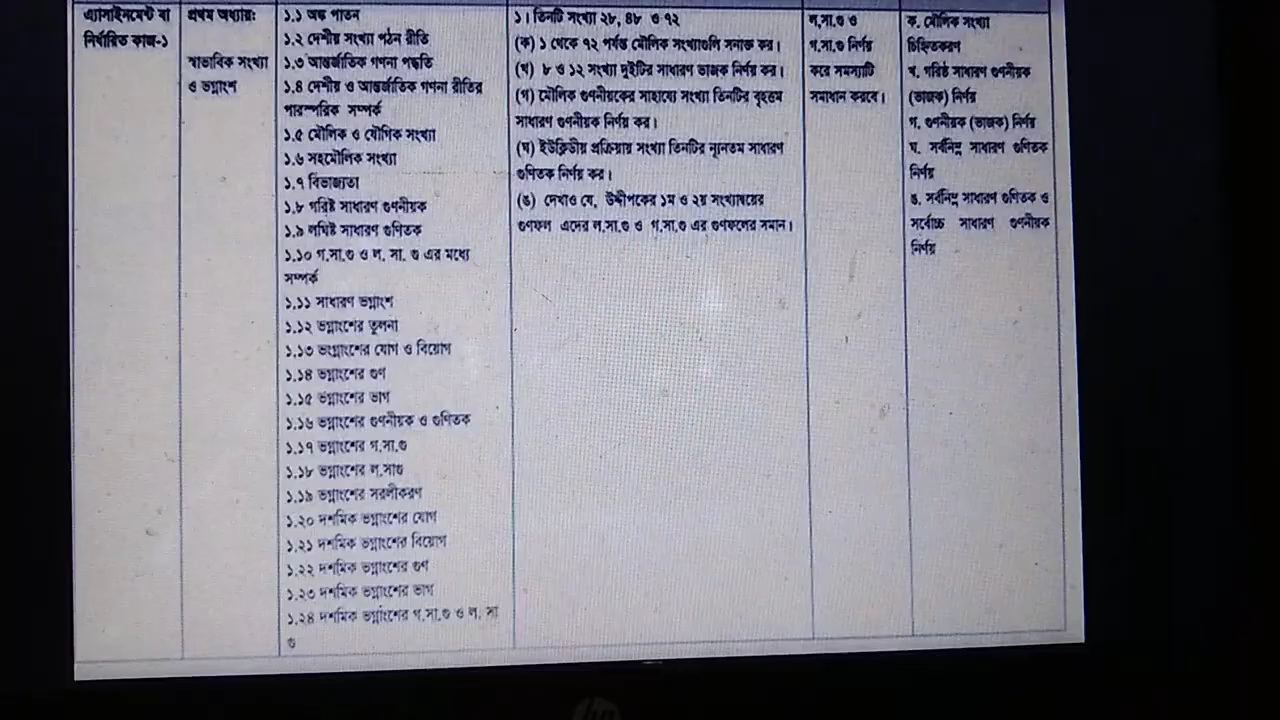 এ্যাসাইনমেন্ট বা
নির্ধারিত কাজ-১
প্রথম অধ্যায়ঃ
স্বাভাবিক সংখ্যা
ও ভগ্নাংশ
১.১ অঙ্ক পাতন
১.২ দেশীয় সংখ্যা পঠন রীতি
১.৩ আন্তর্জাতিক গণনা পদ্ধতি
১.৪ দেশীয় ও আন্তর্জাতিক গণনা রীতির
পারস্পরিক সম্পর্ক
১.৫ মৌলিক ও যৌগিক সংখ্যা
১.৬ সহমৌলিক সংখ্যা
১.৭ বিভাজ্যতা
১.৮ গরিষ্ঠ সাধারণ গুণনীয়ক
১.৯ লঘিষ্ট সাধারণ গুণিতক
১.১০ গ.সা.গু ও ল. সা. গু এর মধ্যে
সম্পর্ক
১.১১ সাধারণ ভগ্নাংশ
১.১২ ভগ্নাংশের তুলনা
১.১৩ ভংগ্নাংশের যোগ ও বিয়োগ
১.১৪ ভগ্নাংশের গুণ
১.১৫ ভগ্নাংশের ভাগ
১.১৬ ভগ্নাংশের গুণনীয়ক ও গুণিতক
১.১৭ ভগ্নাংশের গ.সা.গু
১.১৮ ভগ্নাংশের ল.সাগু
১.১৯ ভগ্নাংশের সরলীকরণ
১.২০ দশমিক ভগ্নাংশের যোগ
১.২১ দশমিক ভগ্নাংশের বিয়োগ
১.২২ দশমিক ভগ্নাংশের গুণ
১.২৩ দশমিক ভগ্নাংশের ভাগ
১.২৪ দশমিক ভগ্নাংশের গ.সা.গু ও ল. সা
গু
১। তিনটি সংখ্যা ২৮, ৪৮ ও ৭২
(ক) ১ থেকে ৭২ পর্যন্ত মৌলিক সংখ্যাগুলি সনাক্ত কর।
(খ) ৮ ও ১২ সংখ্যা দুইটির সাধারণ ভাজক নির্ণয় কর।
(গ) মৌলিক গুণনীয়কের সাহায্যে সংখ্যা তিনটির বৃহত্তম
সাধারণ গুণনীয়ক নির্ণয় কর।
(ঘ) ইউক্লিডীয় প্রক্রিয়ায় সংখ্যা তিনটির ন্যূনতম সাধারণ
গুণিতক নির্ণয় কর।
(ঙ) দেখাও যে, উদ্দীপকের ১ম ও ২য় সংখ্যাদ্বয়ের
গুণফল এদের ল.সা.গু ও গ.সা.গু এর গুণফলের সমান।
ল.সা.গু ও
গ.সা.গু নির্ণয়
করে সমস্যাটি
সমাধান করবে।
ক. মৌলিক সংখ্যা
চিহ্নিতকরণ
খ. গরিষ্ঠ সাধারণ গুণনীয়ক
(ভাজক) নির্ণয়
গ. গুণনীয়ক (ভাজক) নির্ণয়
ঘ. সর্বনিম্ন সাধারণ গুণিতক
নির্ণয়
ঙ. সর্বনিম্ন সাধারণ গুণিতক ও
সর্বোচ্চ সাধারণ গুণনীয়ক
নির্ণয়
hp